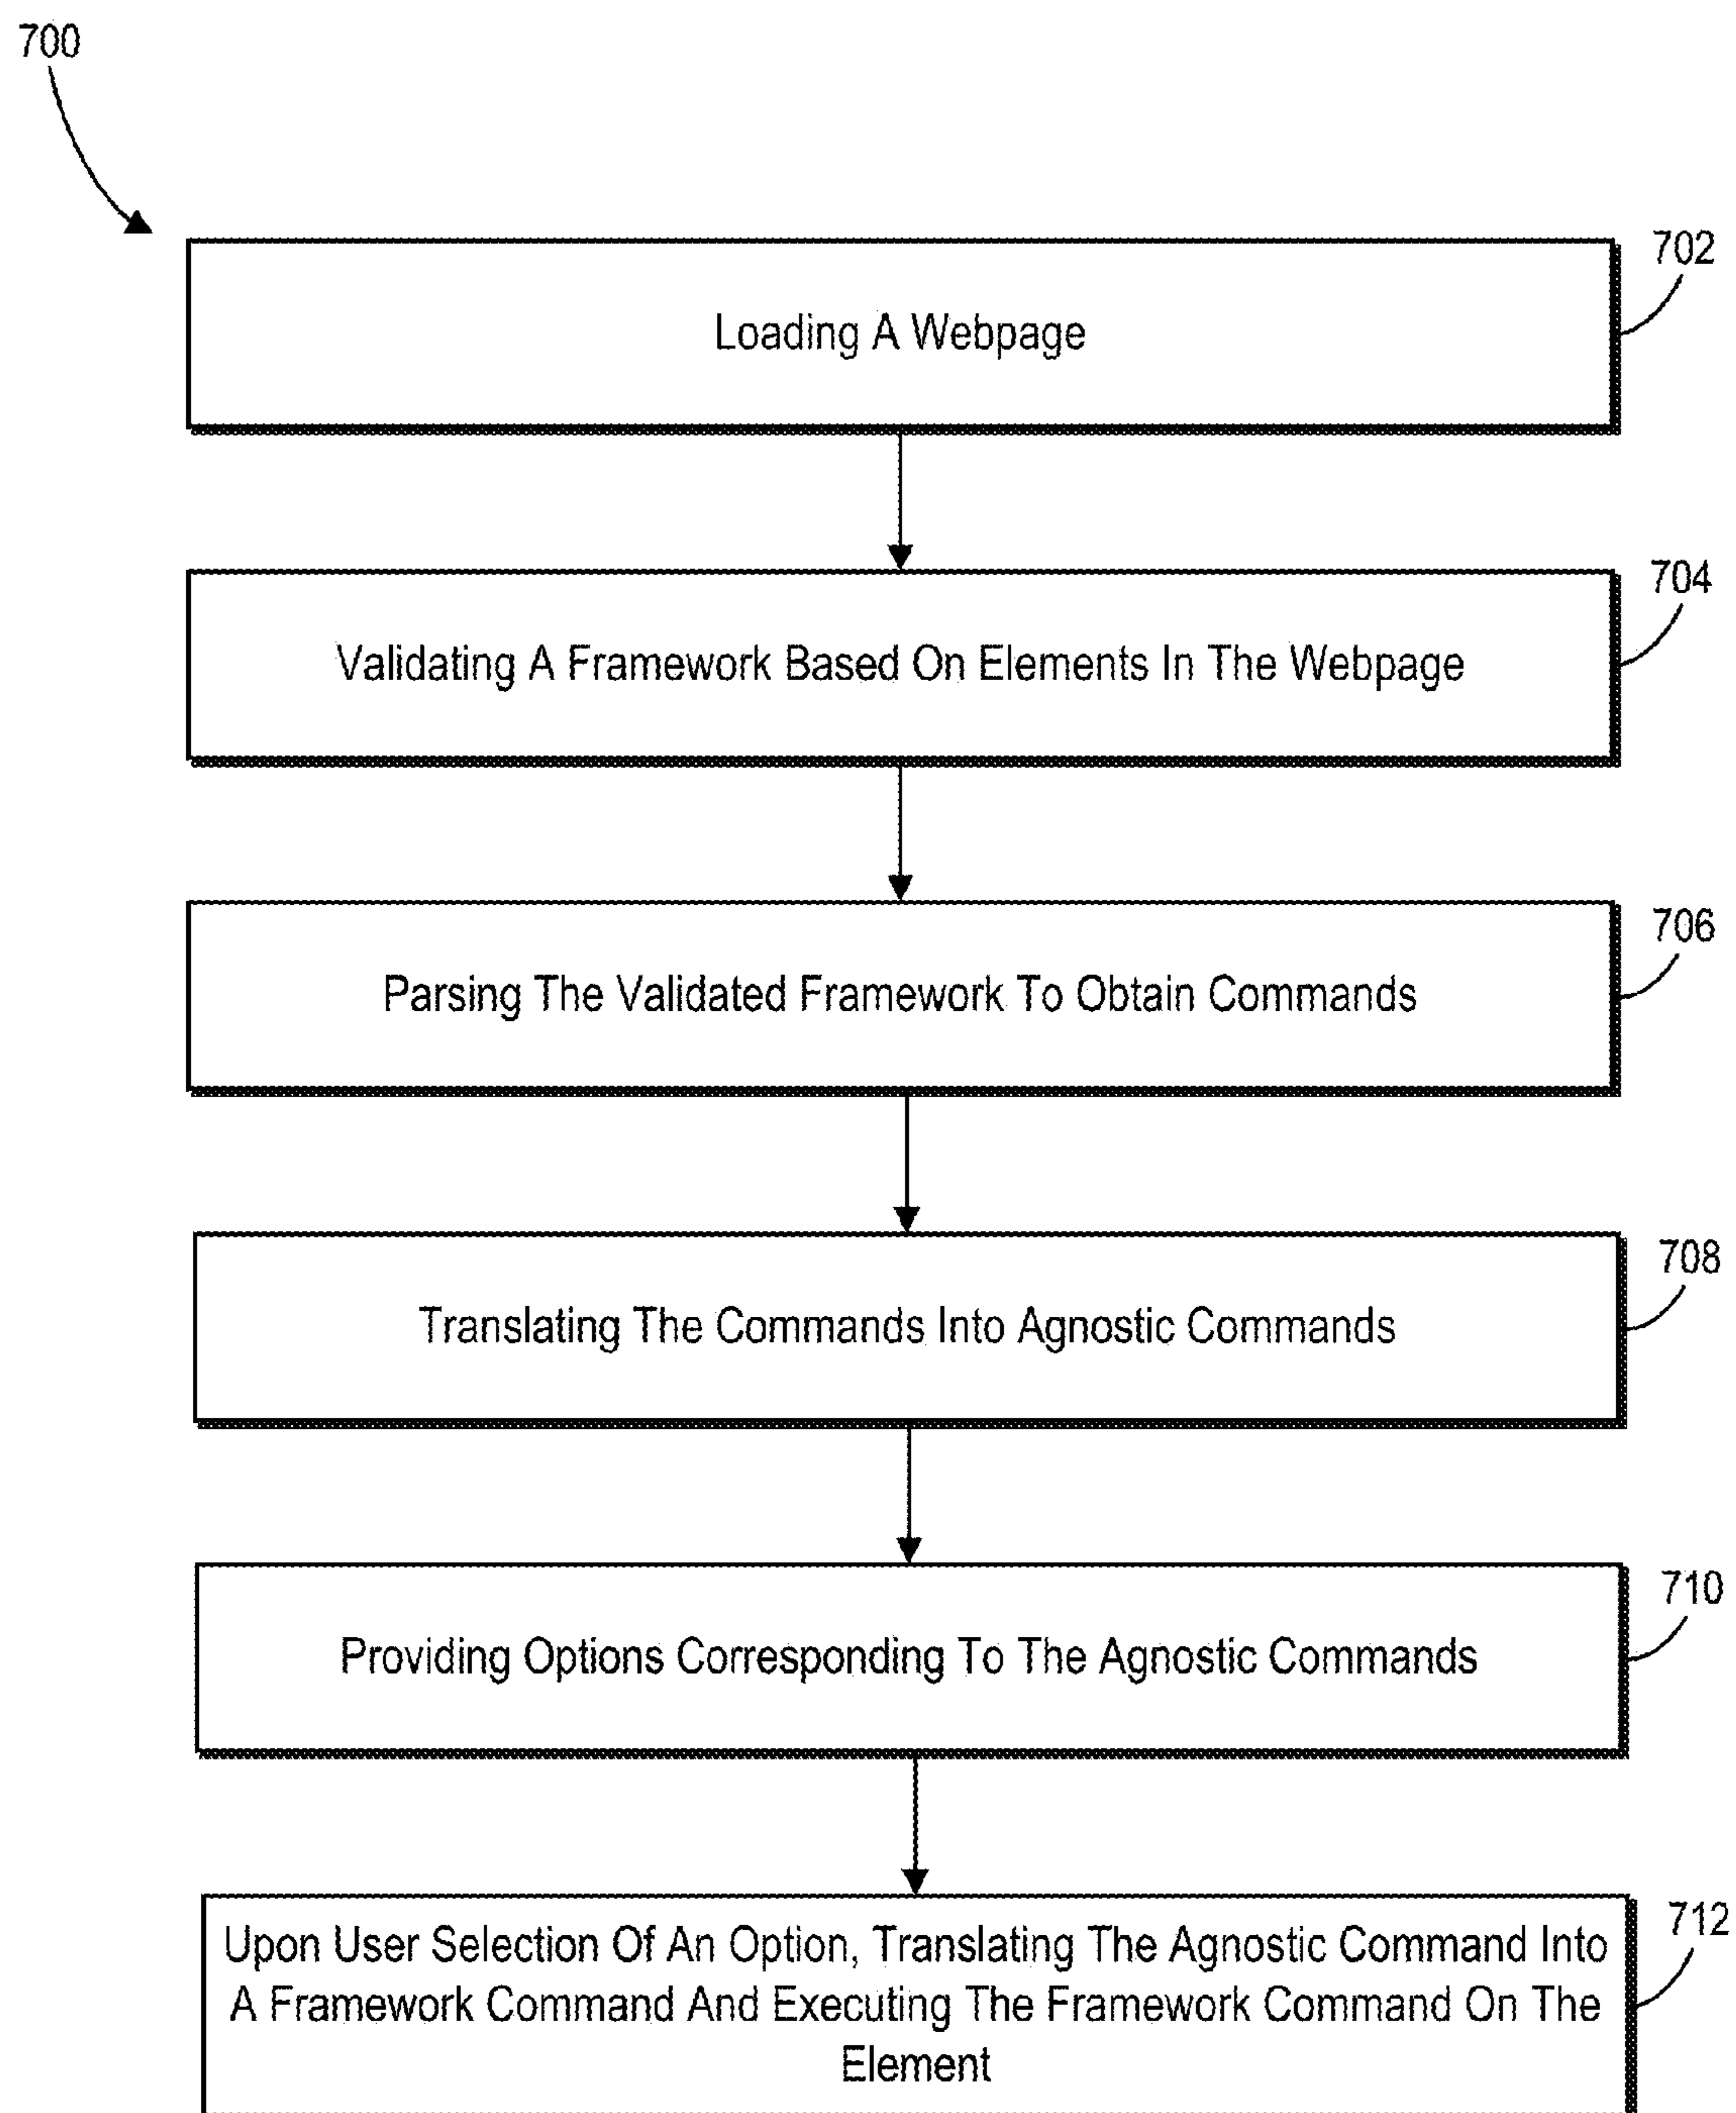 700
Loading A Webpage
702
Validating A Framework Based On Elements In The Webpage
704
Parsing The Validated Framework To Obtain Commands
706
Translating The Commands Into Agnostic Commands
708
Providing Options Corresponding To The Agnostic Commands
710
Upon User Selection Of An Option, Translating The Agnostic Command Into
A Framework Command And Executing The Framework Command On The
Element
712